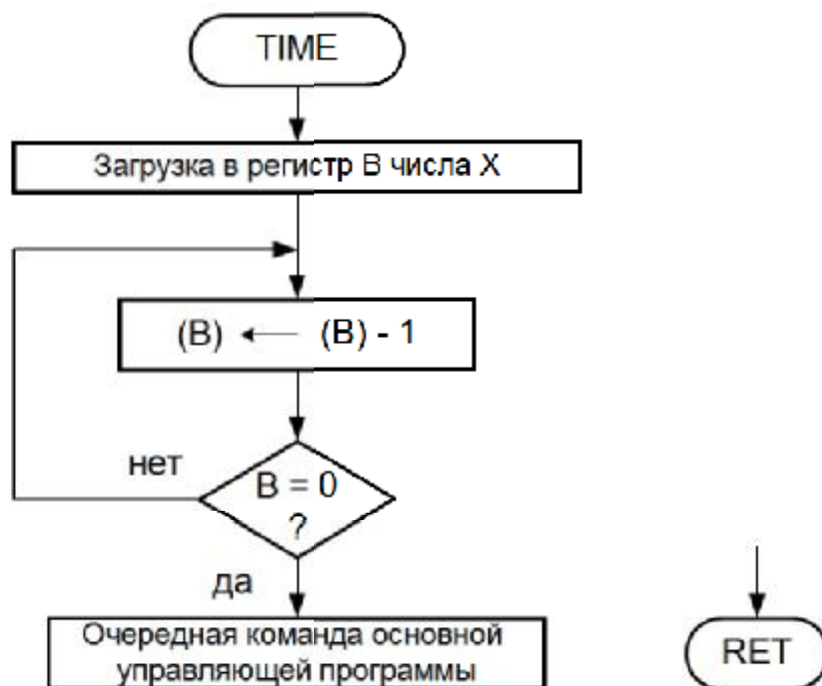 TIME
Загрузка в регистр B числа X
(B) ← (B) - 1
нет
B = 0
?
да
Очередная команда основной
управляющей программы
RET